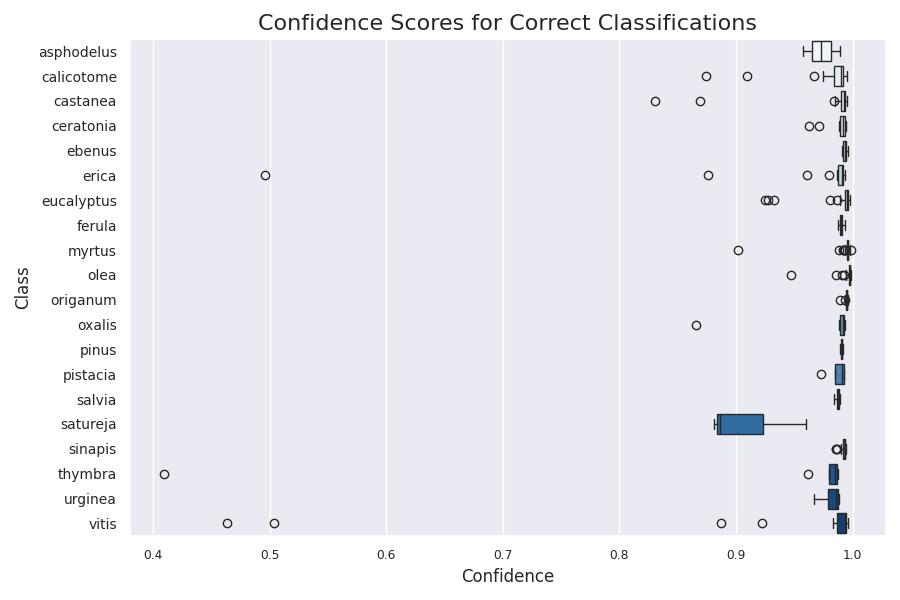 Confidence Scores for Correct Classifications
asphodelus
calicotome
castanea
ceratonia
ebenus
erica
eucalyptus
ferula
myrtus
olea
origanum
oxalis
pinus
pistacia
salvia
satureja
sinapis
thymbra
urginea
vitis
Class
0.4 0.5 0.6 0.7 0.8 0.9 1.0
Confidence